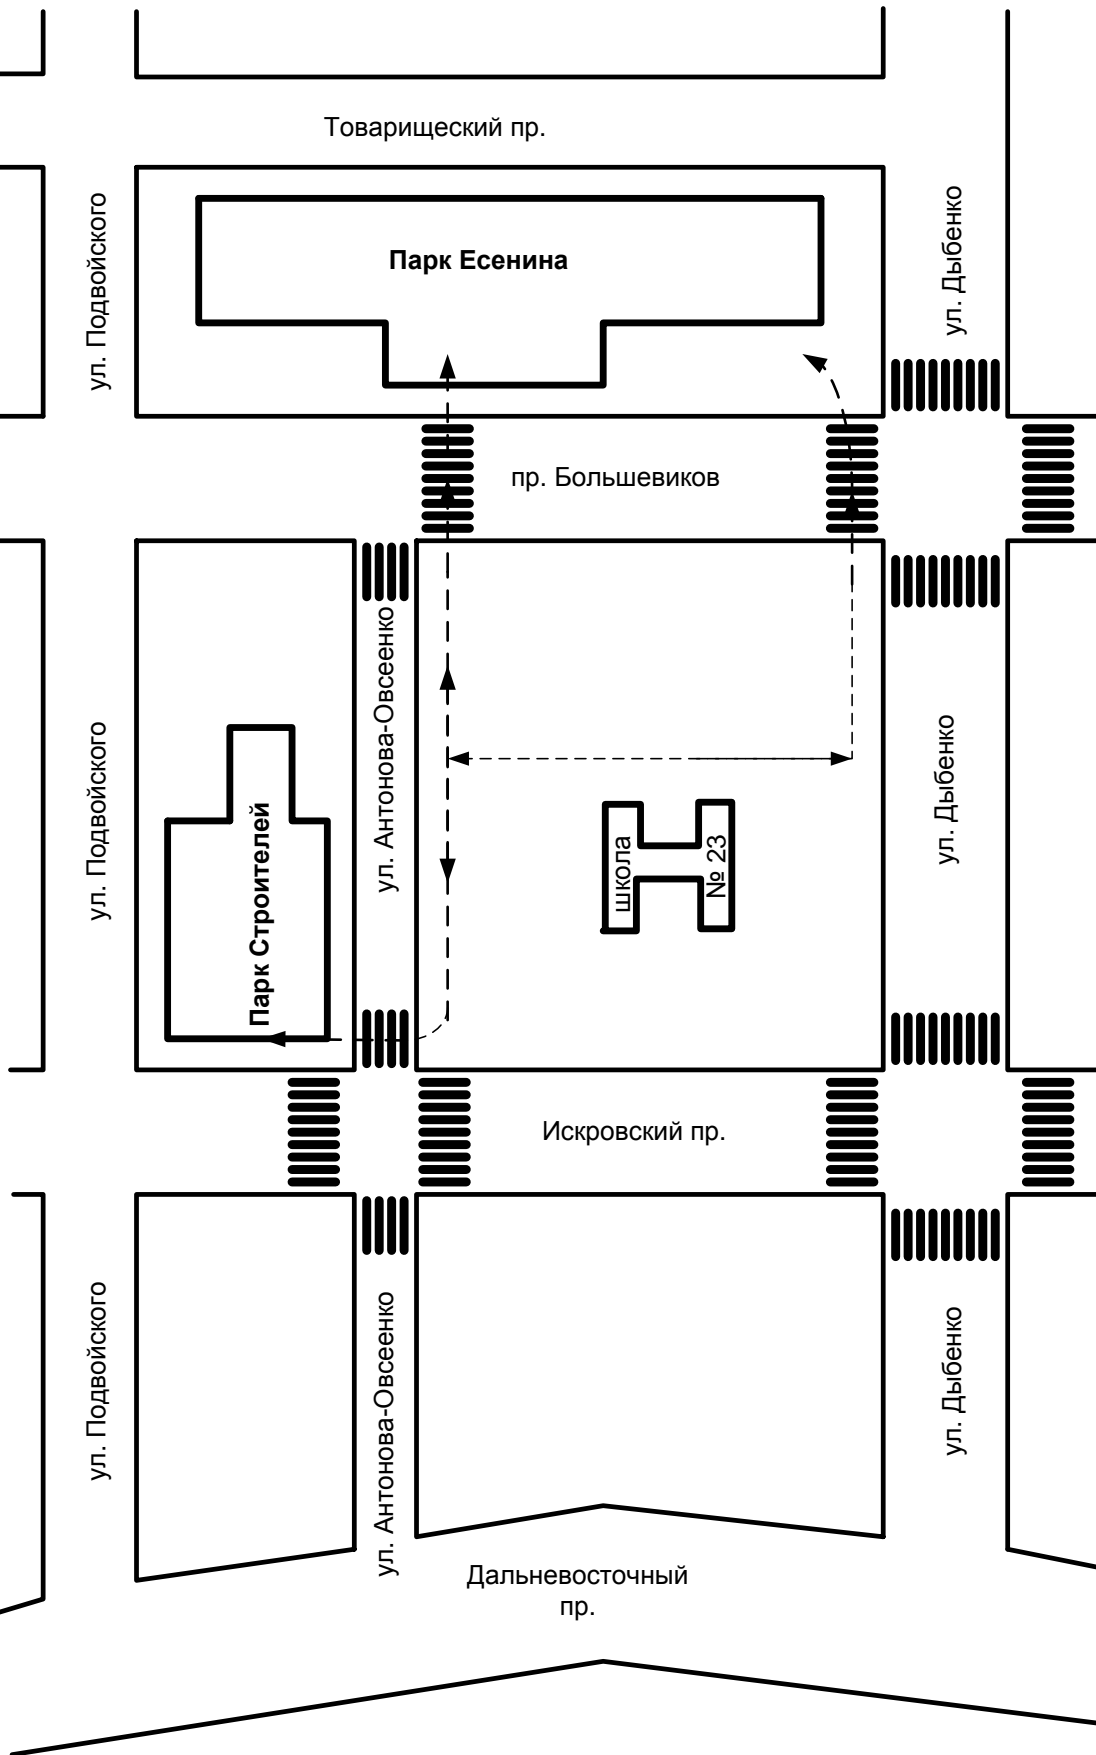 Товарищеский пр.
ул. Подвойского
Парк Есенина
ул. Дыбенко
пр. Большевиков
ул. Подвойского
Парк Строителей
ул. Антонова-Овсеенко
школа
№ 23
ул. Дыбенко
Искровский пр.
ул. Подвойского
ул. Антонова-Овсеенко
ул. Дыбенко
Дальневосточный
пр.